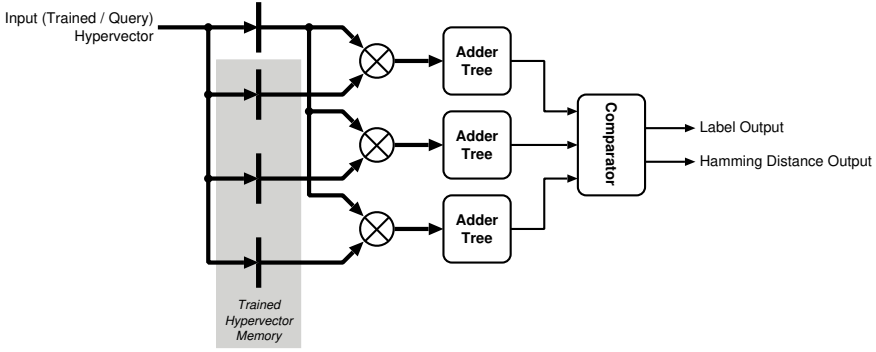 Input (Trained / Query)
Hypervector
Adder
Tree
Adder
Tree
Adder
Tree
Comparator
Label Output
Hamming Distance Output
Trained
Hypervector
Memory